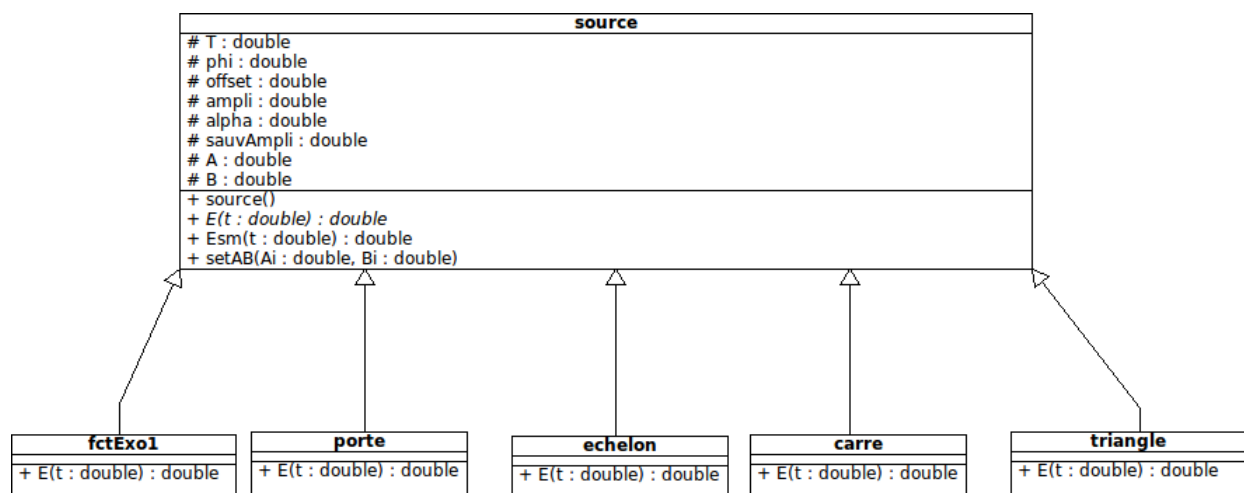 source
# T : double
# phi : double
# offset : double
# ampli : double
# alpha : double
# sauvAmpli : double
# A : double
# B : double
+ source()
+ E(t : double) : double
+ Esm(t : double) : double
+ setAB(Ai : double, Bi : double)
fctExo1
+ E(t : double) : double
porte
+ E(t : double) : double
echelon
+ E(t : double) : double
carre
+ E(t : double) : double
triangle
+ E(t : double) : double